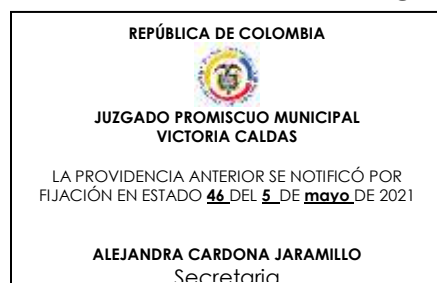 REPÚBLICA DE COLOMBIA
JUZGADO PROMISCUO MUNICIPAL
VICTORIA CALDAS
LA PROVIDENCIA ANTERIOR SE NOTIFICÓ POR
FIJACIÓN EN ESTADO 46 DEL 5 DE mayo DE 2021
ALEJANDRA CARDONA JARAMILLO
Secretaria